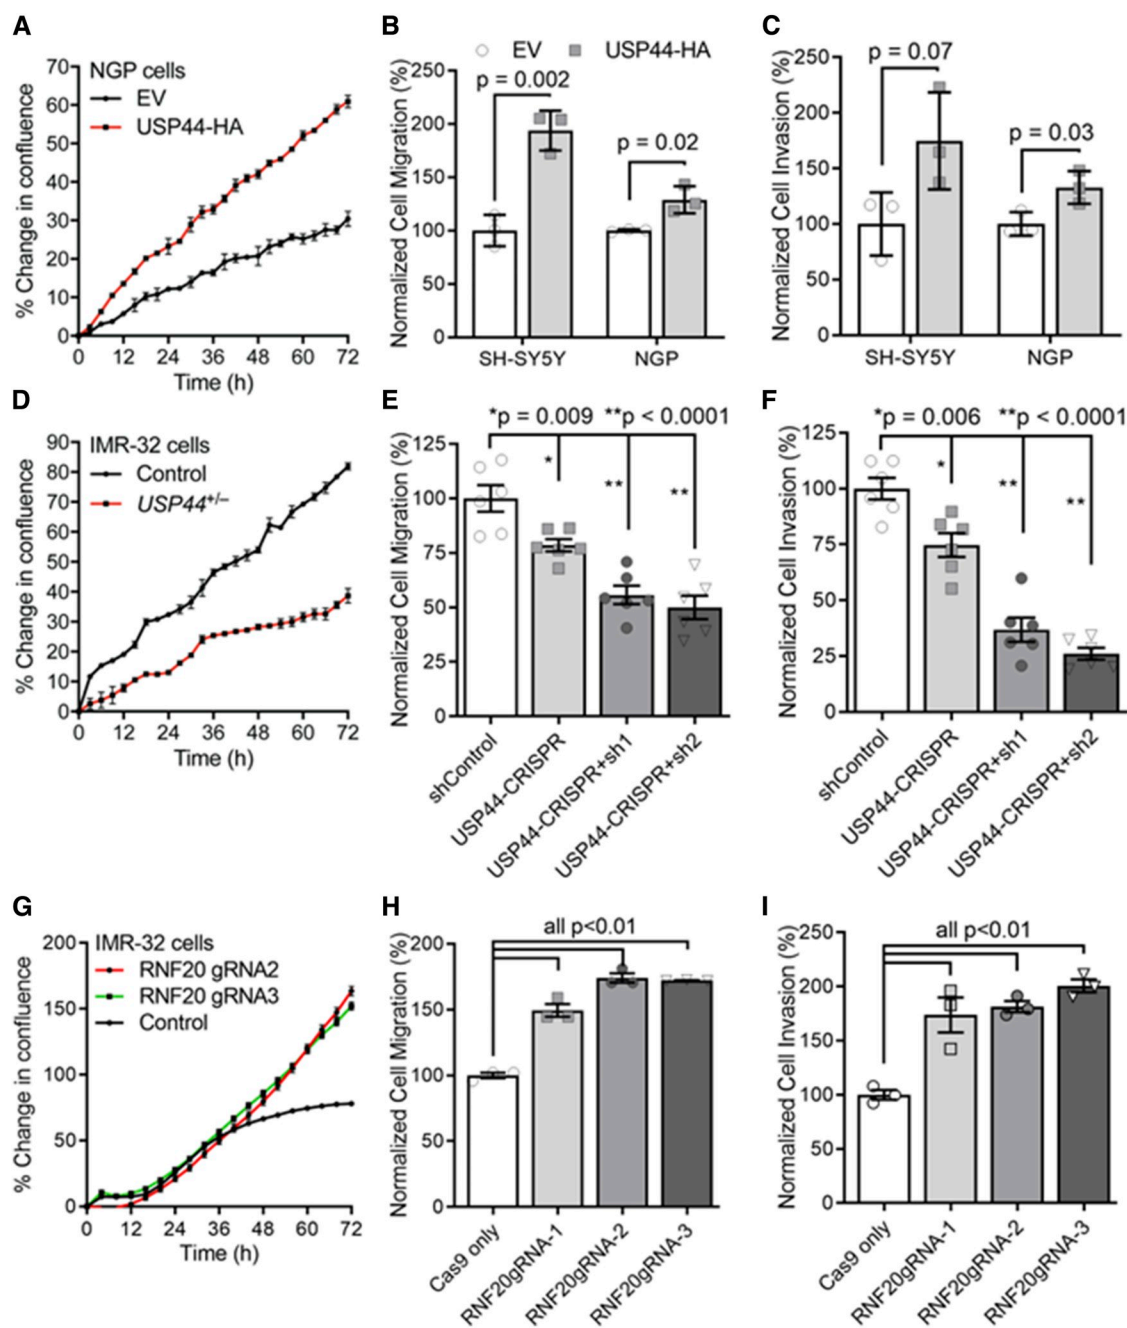 A
NGP cells
EV
USP44-HA
% Change in confluence
70
60
50
40
30
20
10
0
0 12 24 36 48 60 72
Time (h)
B
EV USP44-HA
Normalized Cell Migration (%)
250
200
150
100
50
0
p = 0.002
p = 0.02
SH-SY5Y NGP
C
Normalized Cell Invasion (%)
250
200
150
100
50
0
p = 0.07
p = 0.03
SH-SY5Y NGP
D
IMR-32 cells
Control
USP44+/–
% Change in confluence
90
80
70
60
50
40
30
20
10
0
0 12 24 36 48 60 72
Time (h)
E
*p = 0.009 **p < 0.0001
Normalized Cell Migration (%)
125
100
75
50
25
0
*
**
**
shControl
USP44-CRISPR
USP44-CRISPR+sh1
USP44-CRISPR+sh2
F
*p = 0.006 **p < 0.0001
Normalized Cell Invasion (%)
125
100
75
50
25
0
*
**
**
shControl
USP44-CRISPR
USP44-CRISPR+sh1
USP44-CRISPR+sh2
G
IMR-32 cells
RNF20 gRNA2
RNF20 gRNA3
Control
% Change in confluence
200
150
100
50
0
0 12 24 36 48 60 72
Time (h)
H
all p<0.01
Normalized Cell Migration (%)
200
150
100
50
0
Cas9 only
RNF20gRNA-1
RNF20gRNA-2
RNF20gRNA-3
I
all p<0.01
Normalized Cell Invasion (%)
250
200
150
100
50
0
Cas9 only
RNF20gRNA-1
RNF20gRNA-2
RNF20gRNA-3